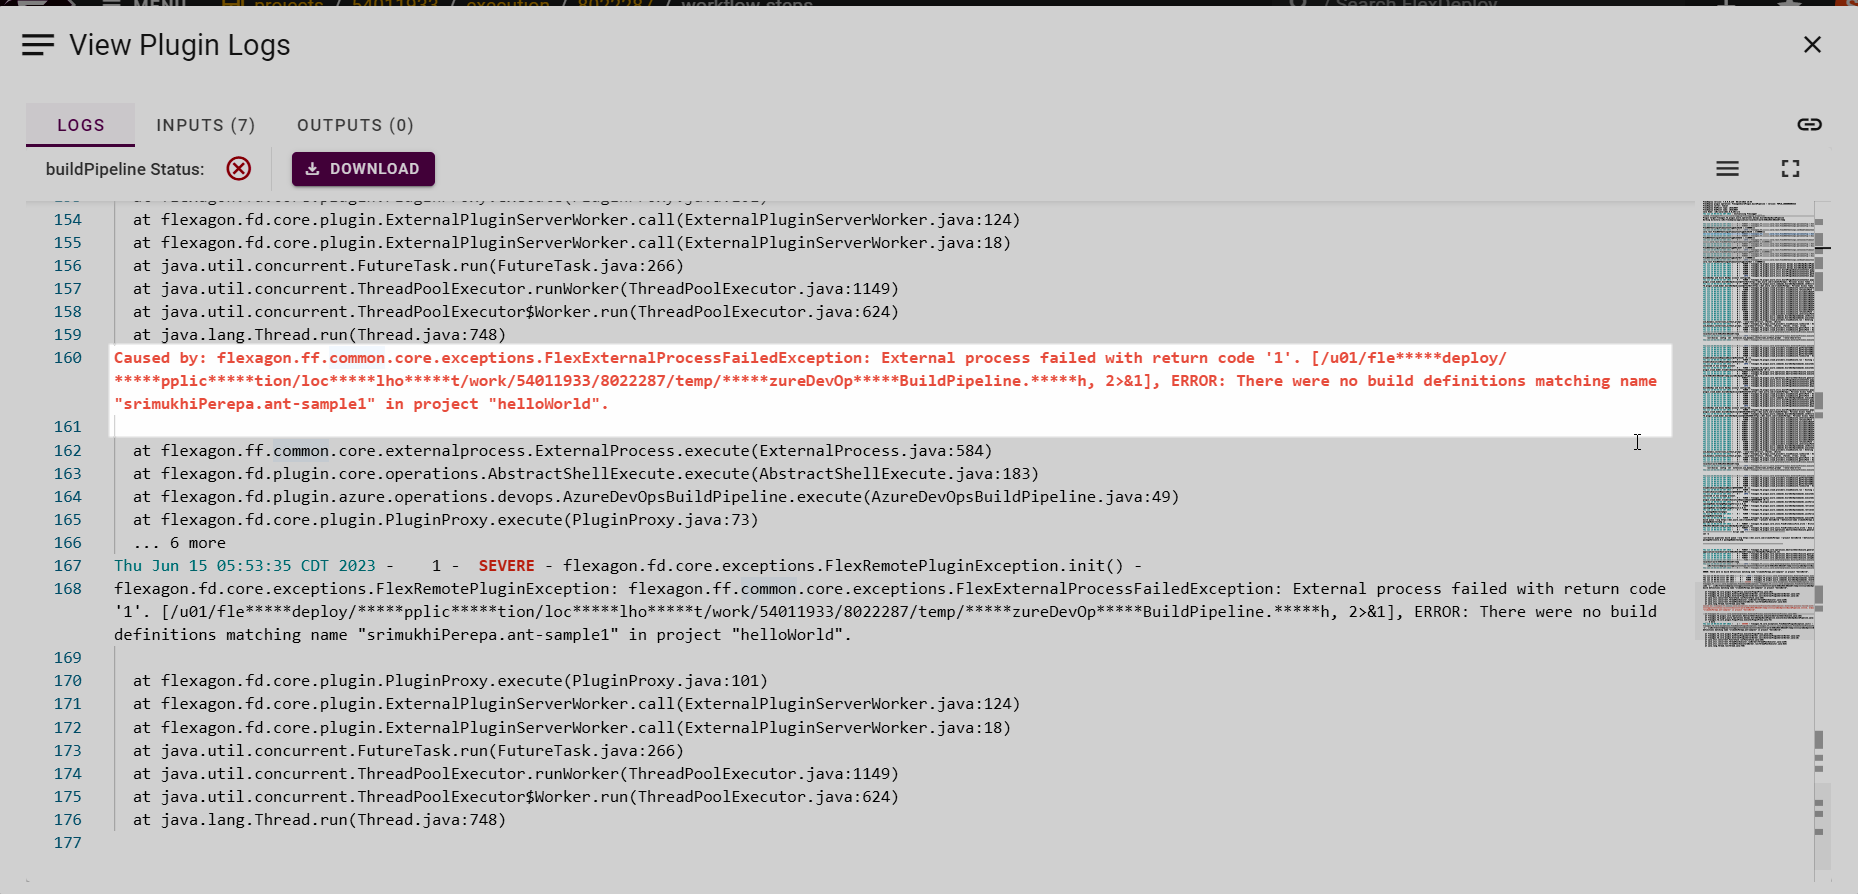 MENU projects / 54011933 / execution / 8022287 / workflow-steps / Search FlexDeploy
View Plugin Logs
LOGS INPUTS (7) OUTPUTS (0)
buildPipeline Status: DOWNLOAD
154 at flexagon.fd.core.plugin.ExternalPluginServerWorker.call(ExternalPluginServerWorker.java:124)
155 at flexagon.fd.core.plugin.ExternalPluginServerWorker.call(ExternalPluginServerWorker.java:18)
156 at java.util.concurrent.FutureTask.run(FutureTask.java:266)
157 at java.util.concurrent.ThreadPoolExecutor.runWorker(ThreadPoolExecutor.java:1149)
158 at java.util.concurrent.ThreadPoolExecutor$Worker.run(ThreadPoolExecutor.java:624)
159 at java.lang.Thread.run(Thread.java:748)
160 Caused by: flexagon.ff.common.core.exceptions.FlexExternalProcessFailedException: External process failed with return code '1'. [/u01/fle*****deploy/
*****pplic*****tion/loc*****lho*****t/work/54011933/8022287/temp/*****zureDevOp*****BuildPipeline.*****h, 2>&1], ERROR: There were no build definitions matching name
"srimukhiPerepa.ant-sample1" in project "helloWorld".
161
162 at flexagon.ff.common.core.externalprocess.ExternalProcess.execute(ExternalProcess.java:584)
163 at flexagon.fd.plugin.core.operations.AbstractShellExecute.execute(AbstractShellExecute.java:183)
164 at flexagon.fd.plugin.azure.operations.devops.AzureDevOpsBuildPipeline.execute(AzureDevOpsBuildPipeline.java:49)
165 at flexagon.fd.core.plugin.PluginProxy.execute(PluginProxy.java:73)
166 ... 6 more
167 Thu Jun 15 05:53:35 CDT 2023 - 1 - SEVERE - flexagon.fd.core.exceptions.FlexRemotePluginException.init() -
168 flexagon.fd.core.exceptions.FlexRemotePluginException: flexagon.ff.common.core.exceptions.FlexExternalProcessFailedException: External process failed with return code
'1'. [/u01/fle*****deploy/*****pplic*****tion/loc*****lho*****t/work/54011933/8022287/temp/*****zureDevOp*****BuildPipeline.*****h, 2>&1], ERROR: There were no build
definitions matching name "srimukhiPerepa.ant-sample1" in project "helloWorld".
169
170 at flexagon.fd.core.plugin.PluginProxy.execute(PluginProxy.java:101)
171 at flexagon.fd.core.plugin.ExternalPluginServerWorker.call(ExternalPluginServerWorker.java:124)
172 at flexagon.fd.core.plugin.ExternalPluginServerWorker.call(ExternalPluginServerWorker.java:18)
173 at java.util.concurrent.FutureTask.run(FutureTask.java:266)
174 at java.util.concurrent.ThreadPoolExecutor.runWorker(ThreadPoolExecutor.java:1149)
175 at java.util.concurrent.ThreadPoolExecutor$Worker.run(ThreadPoolExecutor.java:624)
176 at java.lang.Thread.run(Thread.java:748)
177